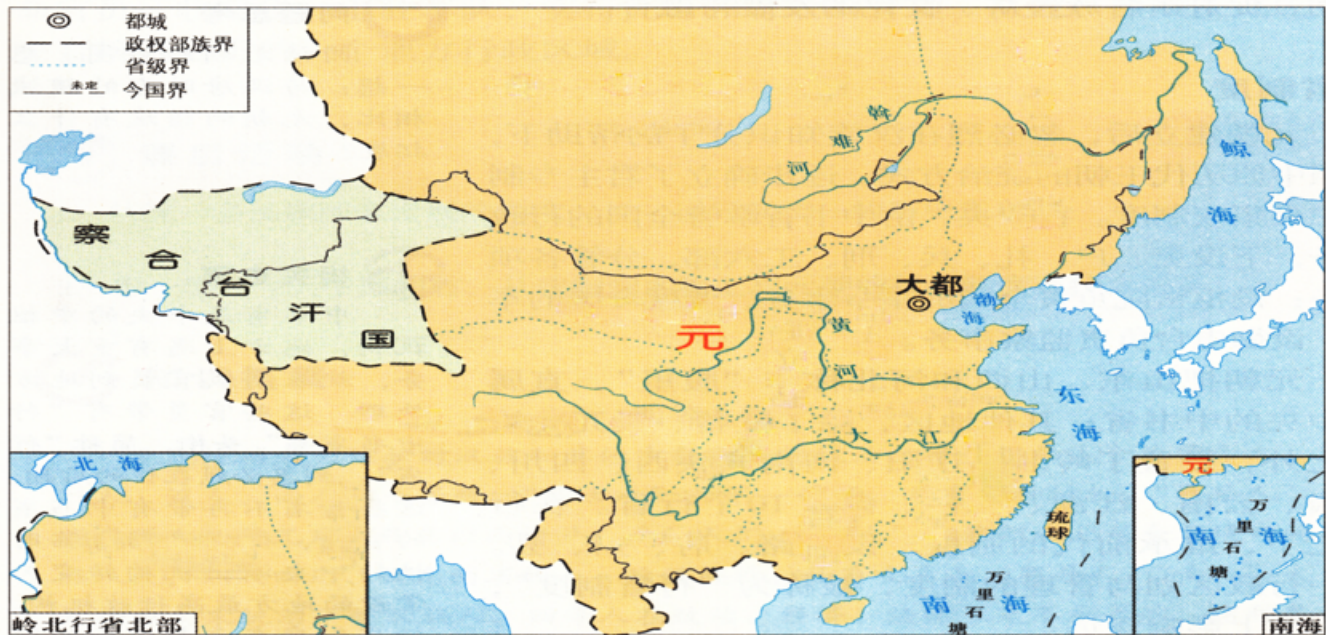 都城
政权部族界
省级界
未定
今国界
斡
难
河
鲸
海
察
合
台
汗
国
大都
渤
海
元
黄
河
东
海
大
江
琉
球
万
里
石
塘
南
海
北海
岭北行省北部
元
万
里
石
塘
南
海
南海